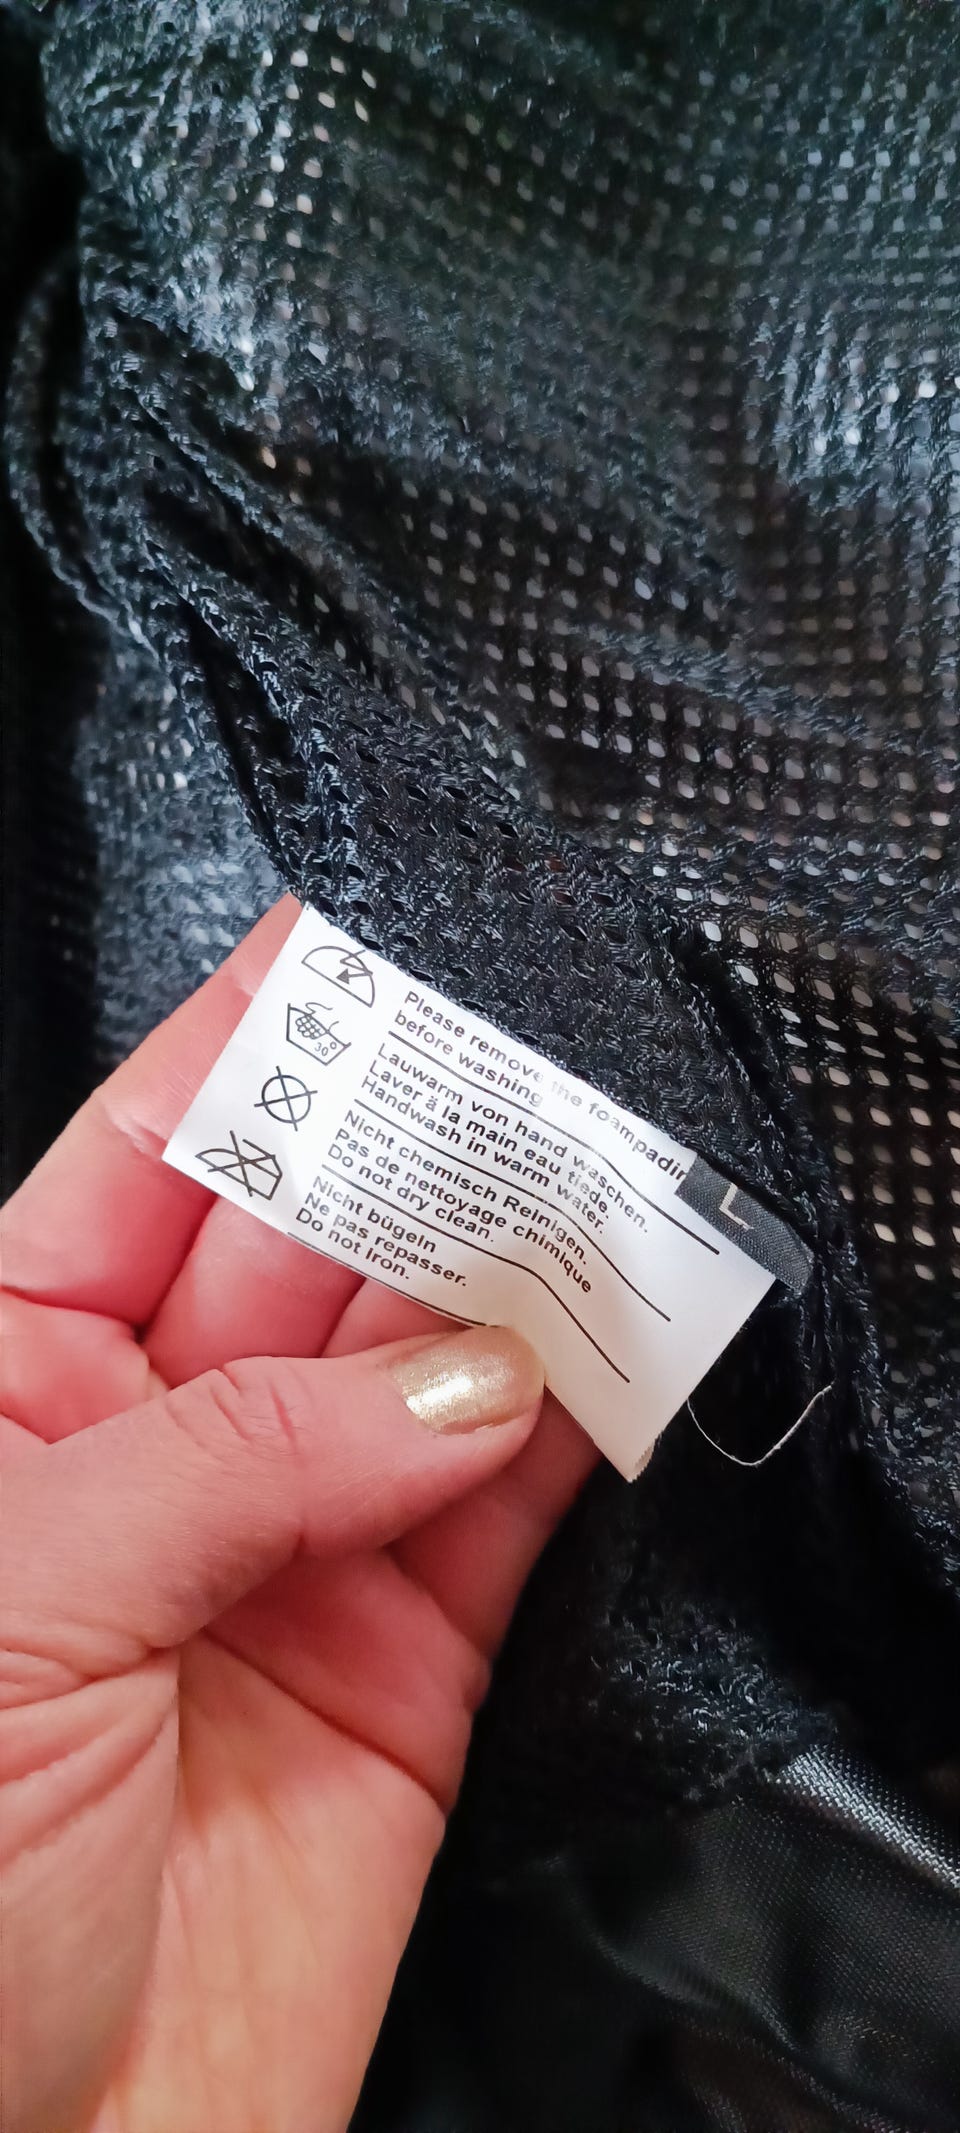 Please remove the foampadin
before washing
Lauwarm von hand waschen.
Laver à la main eau tiede.
Handwash in warm water.
Nicht chemisch Reinigen.
Pas de nettoyage chimique
Do not dry clean.
Nicht bügeln
Ne pas repasser.
Do not iron.
30°
L